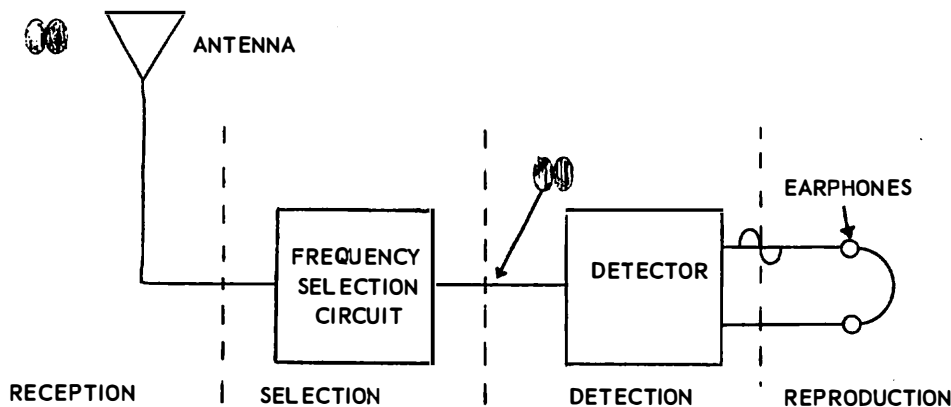 ANTENNA
EARPHONES
FREQUENCY
SELECTION
CIRCUIT
DETECTOR
RECEPTION
SELECTION
DETECTION
REPRODUCTION